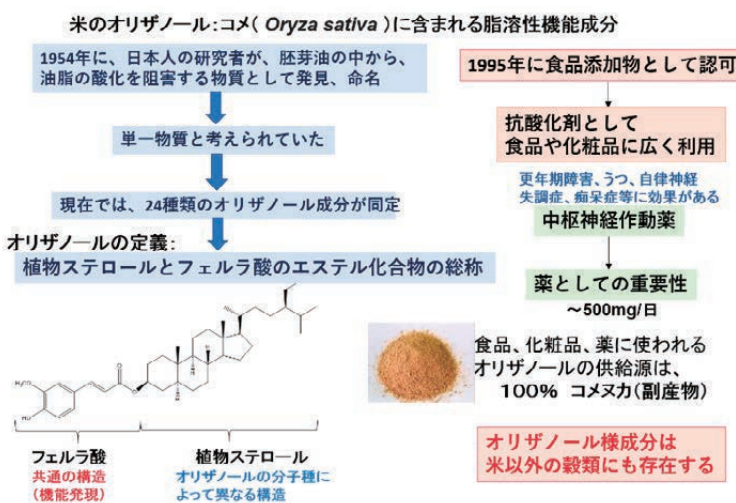 米のオリザノール：コメ( Oryza sativa )に含まれる脂溶性機能成分
1954年に、日本人の研究者が、胚芽油の中から、
油脂の酸化を阻害する物質として発見、命名
単一物質と考えられていた
現在では、24種類のオリザノール成分が同定
オリザノールの定義：
植物ステロールとフェルラ酸のエステル化合物の総称
H₃CO
HO
O
O
H
H
H
フェルラ酸
共通の構造
（機能発現）
植物ステロール
オリザノールの分子種に
よって異なる構造
1995年に食品添加物として認可
抗酸化剤として
食品や化粧品に広く利用
更年期障害、うつ、自律神経
失調症、痴呆症等に効果がある
中枢神経作動薬
薬としての重要性
～500mg/日
食品、化粧品、薬に使われる
オリザノールの供給源は、
100% コメヌカ（副産物）
オリザノール様成分は
米以外の穀類にも存在する